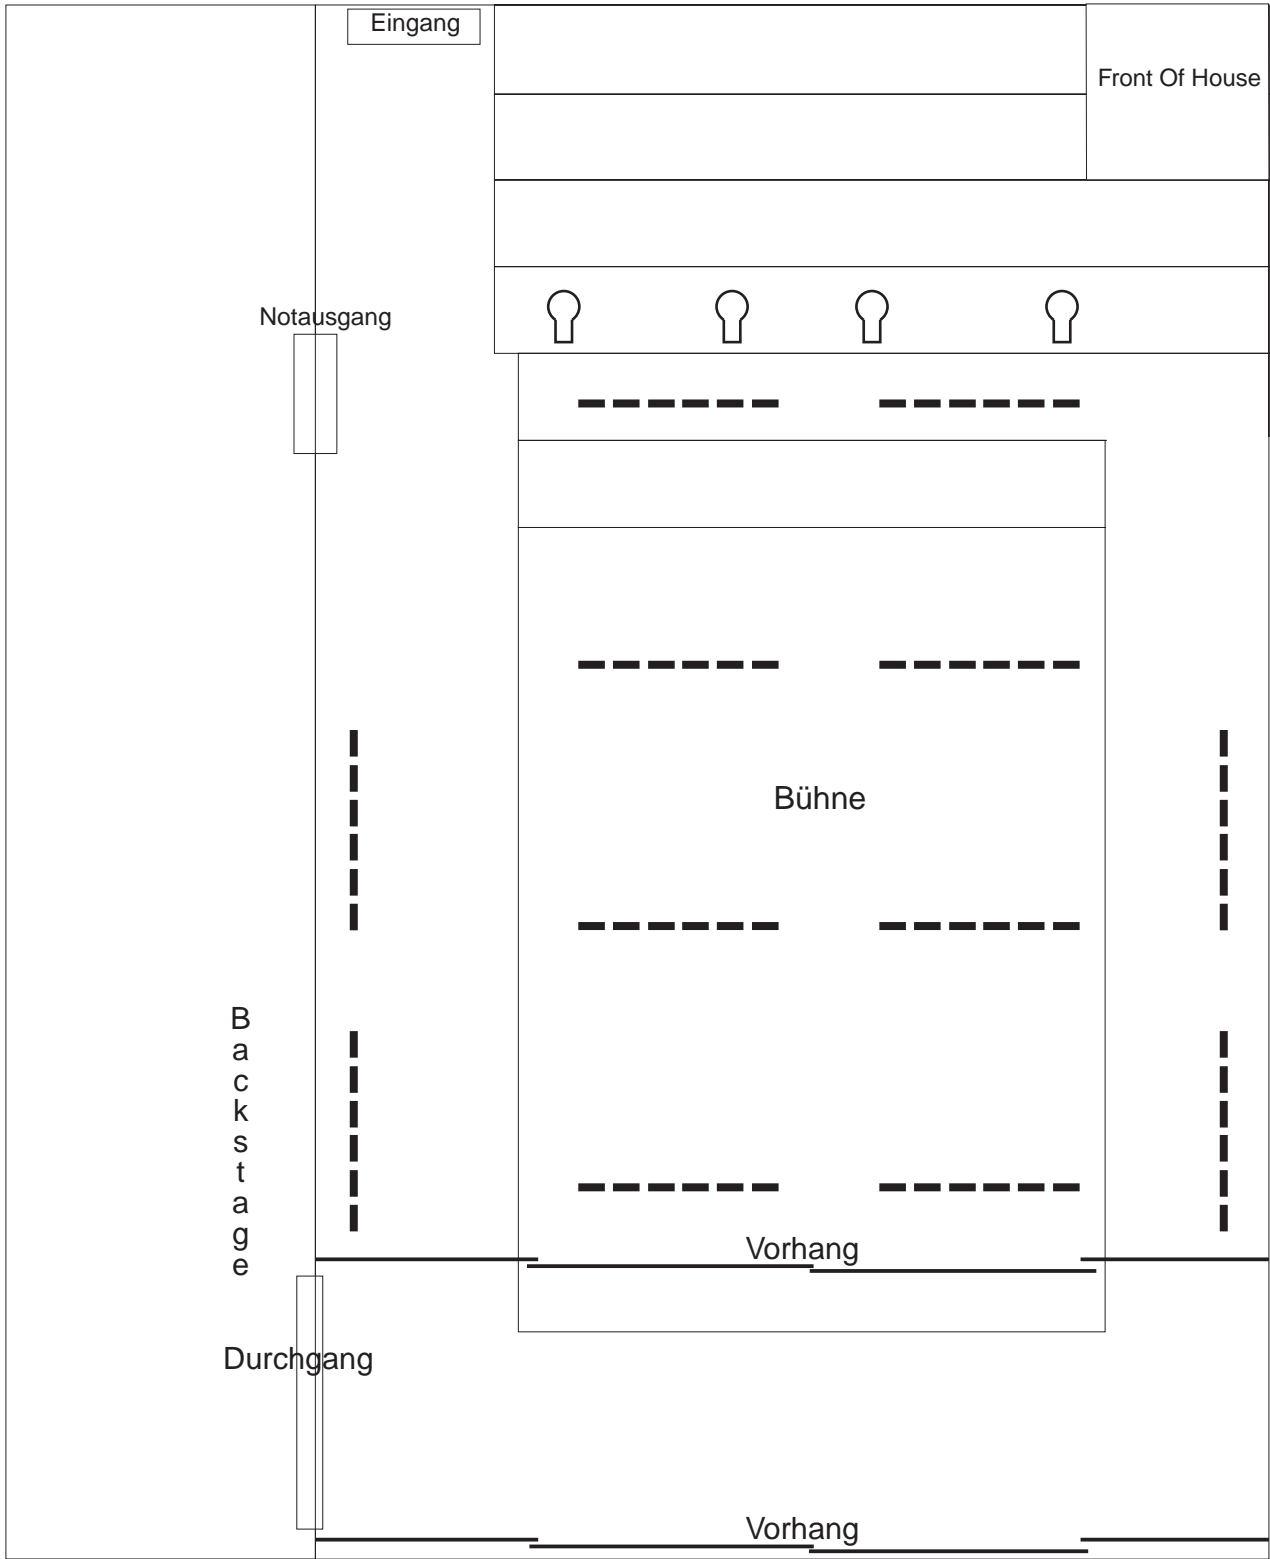 Eingang
Front Of House
Notausgang
Bühne
Backstage
Vorhang
Durchgang
Vorhang